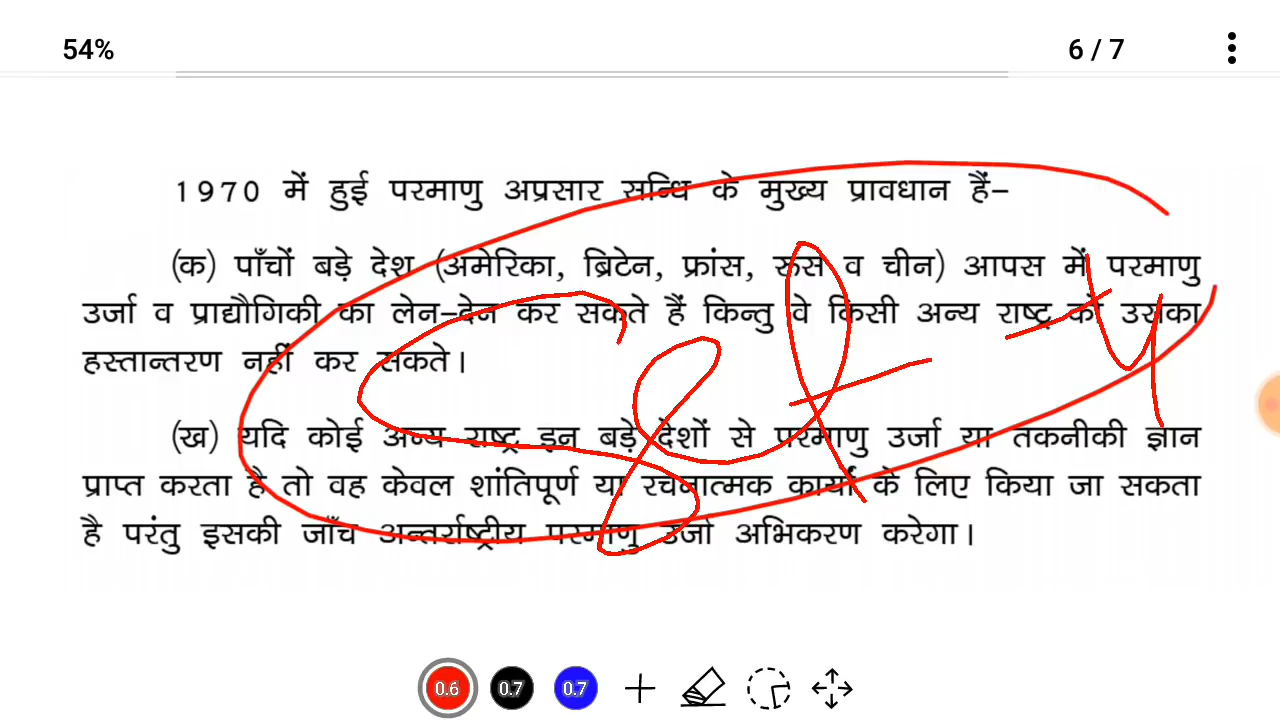 54%
6 / 7
1970 में हुई परमाणु अप्रसार सन्धि के मुख्य प्रावधान हैं–
(क) पाँचों बड़े देश (अमेरिका, ब्रिटेन, फ्रांस, रूस व चीन) आपस में परमाणु
उर्जा व प्राद्यौगिकी का लेन-देन कर सकते हैं किन्तु वे किसी अन्य राष्ट्र को उसका
हस्तान्तरण नहीं कर सकते।
(ख) यदि कोई अन्य राष्ट्र इन बड़े देशों से परमाणु उर्जा या तकनीकी ज्ञान
प्राप्त करता है तो वह केवल शांतिपूर्ण या रचनात्मक कार्यों के लिए किया जा सकता
है परंतु इसकी जाँच अन्तर्राष्ट्रीय परमाणु उर्जा अभिकरण करेगा।
0.6 0.7 0.7